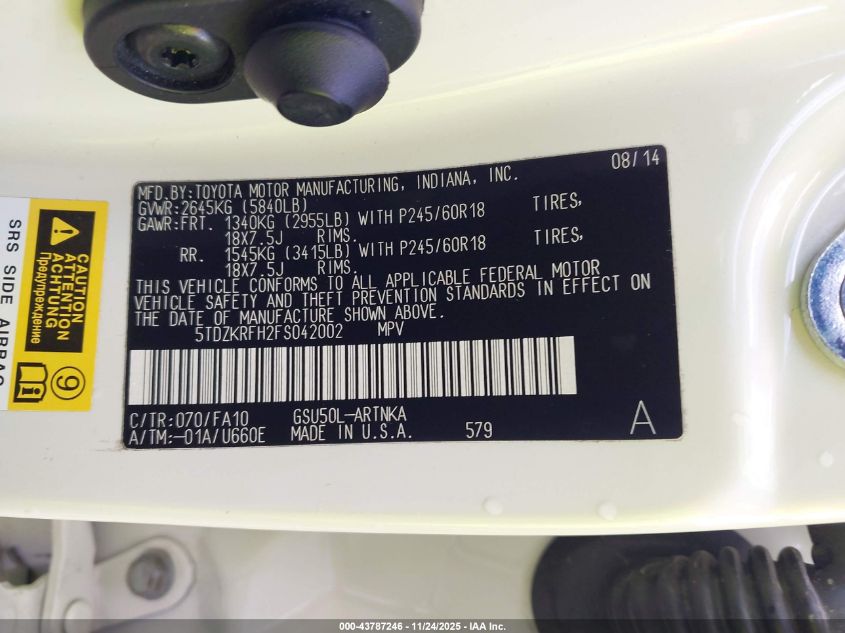 08/14
MFD.BY:TOYOTA MOTOR MANUFACTURING, INDIANA, INC.
GVWR:2645KG (5840LB)
GAWR:FRT. 1340KG (2955LB) WITH P245/60R18 TIRES,
18X7.5J RIMS.
RR. 1545KG (3415LB) WITH P245/60R18 TIRES,
18X7.5J RIMS.
THIS VEHICLE CONFORMS TO ALL APPLICABLE FEDERAL MOTOR
VEHICLE SAFETY AND THEFT PREVENTION STANDARDS IN EFFECT ON
THE DATE OF MANUFACTURE SHOWN ABOVE.
5TDZKRFH2FS042002 MPV
C/TR:070/FA10 GSU50L-ARTNKA
A/TM:-01A/U660E MADE IN U.S.A. 579 A
CAUTION
ATTENTION
ACHTUNG
Предупреждение
9
SRS SIDE AIRBAG
000-43787246 - 11/24/2025 - IAA Inc.